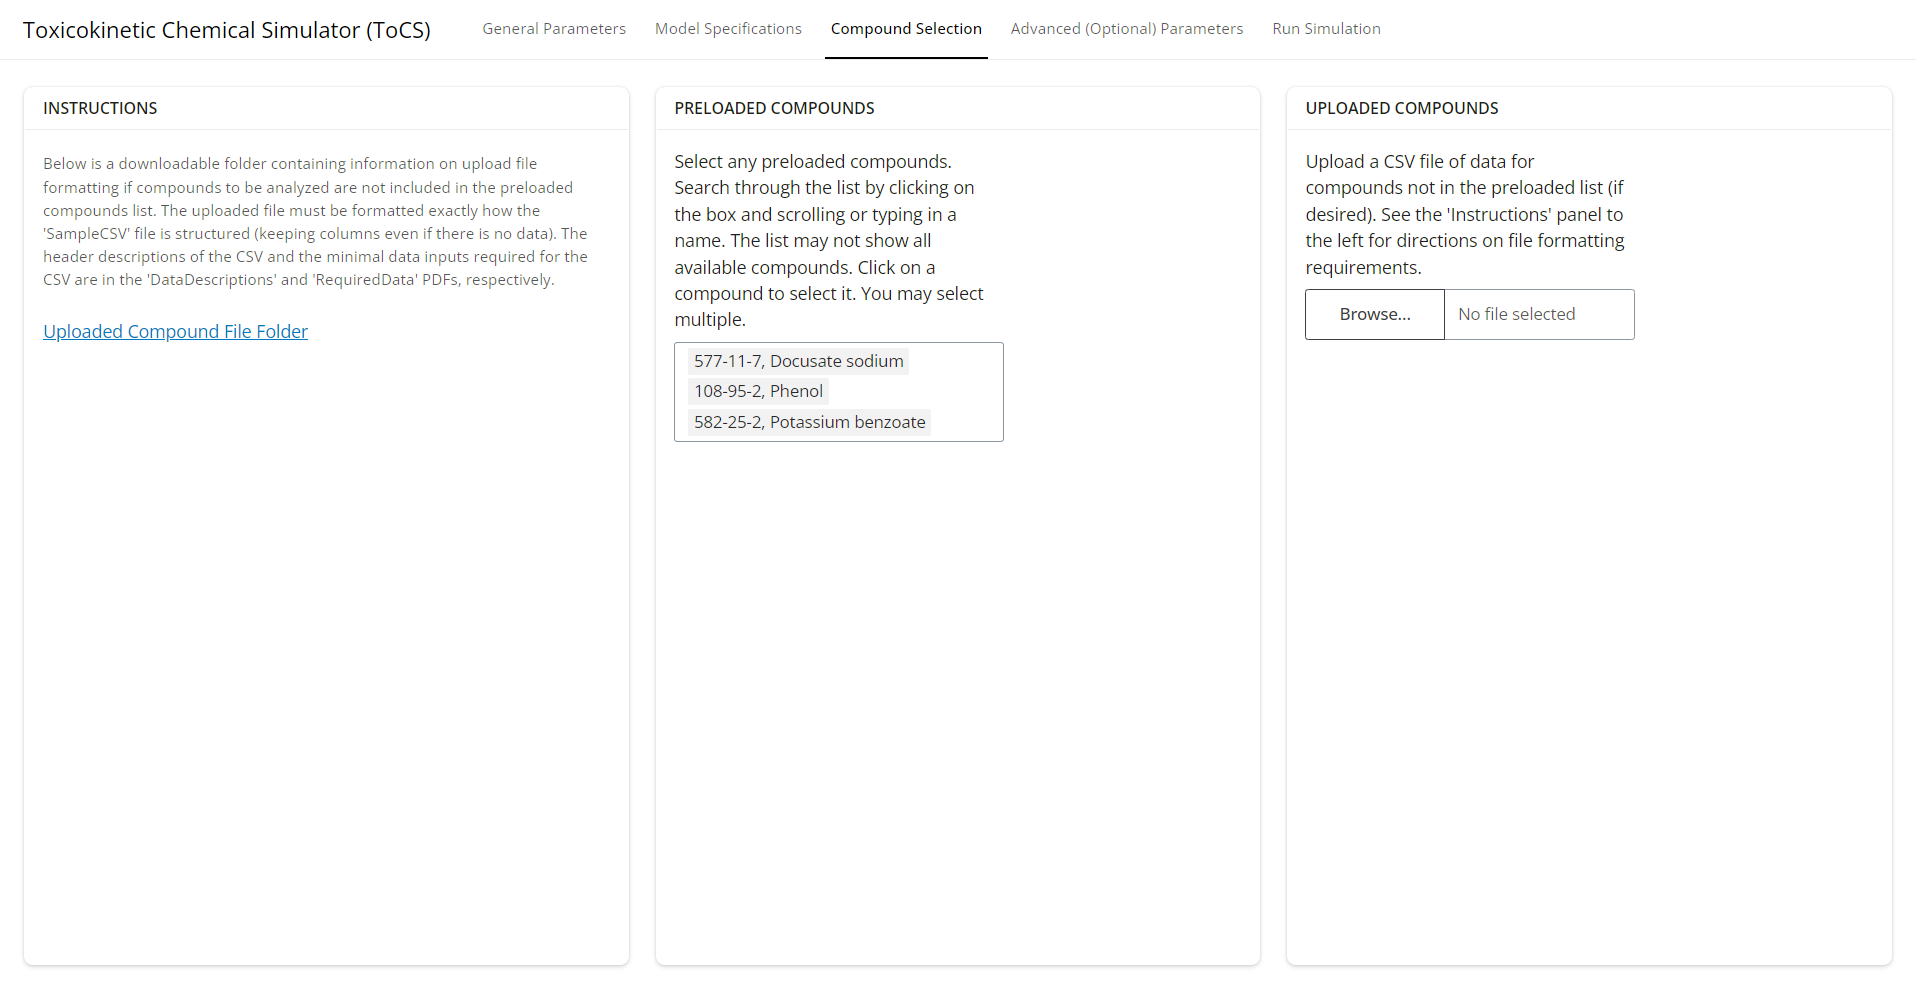 Toxicokinetic Chemical Simulator (ToCS)
General Parameters
Model Specifications
Compound Selection
Advanced (Optional) Parameters
Run Simulation
INSTRUCTIONS
Below is a downloadable folder containing information on upload file
formatting if compounds to be analyzed are not included in the preloaded
compounds list. The uploaded file must be formatted exactly how the
'SampleCSV' file is structured (keeping columns even if there is no data). The
header descriptions of the CSV and the minimal data inputs required for the
CSV are in the 'DataDescriptions' and 'RequiredData' PDFs, respectively.
Uploaded Compound File Folder
PRELOADED COMPOUNDS
Select any preloaded compounds.
Search through the list by clicking on
the box and scrolling or typing in a
name. The list may not show all
available compounds. Click on a
compound to select it. You may select
multiple.
577-11-7, Docusate sodium
108-95-2, Phenol
582-25-2, Potassium benzoate
UPLOADED COMPOUNDS
Upload a CSV file of data for
compounds not in the preloaded list (if
desired). See the 'Instructions' panel to
the left for directions on file formatting
requirements.
Browse...
No file selected